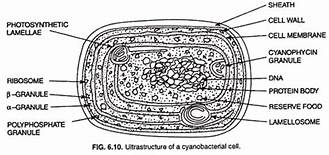 SHEATH
PHOTOSYNTHETIC
LAMELLAE
CELL WALL
CELL MEMBRANE
CYANOPHYCIN
GRANULE
RIBOSOME
DNA
β-GRANULE
PROTEIN BODY
α-GRANULE
RESERVE FOOD
POLYPHOSPHATE
GRANULE
LAMELLOSOME
FIG. 6.10. Ultrastructure of a cyanobacterial cell.